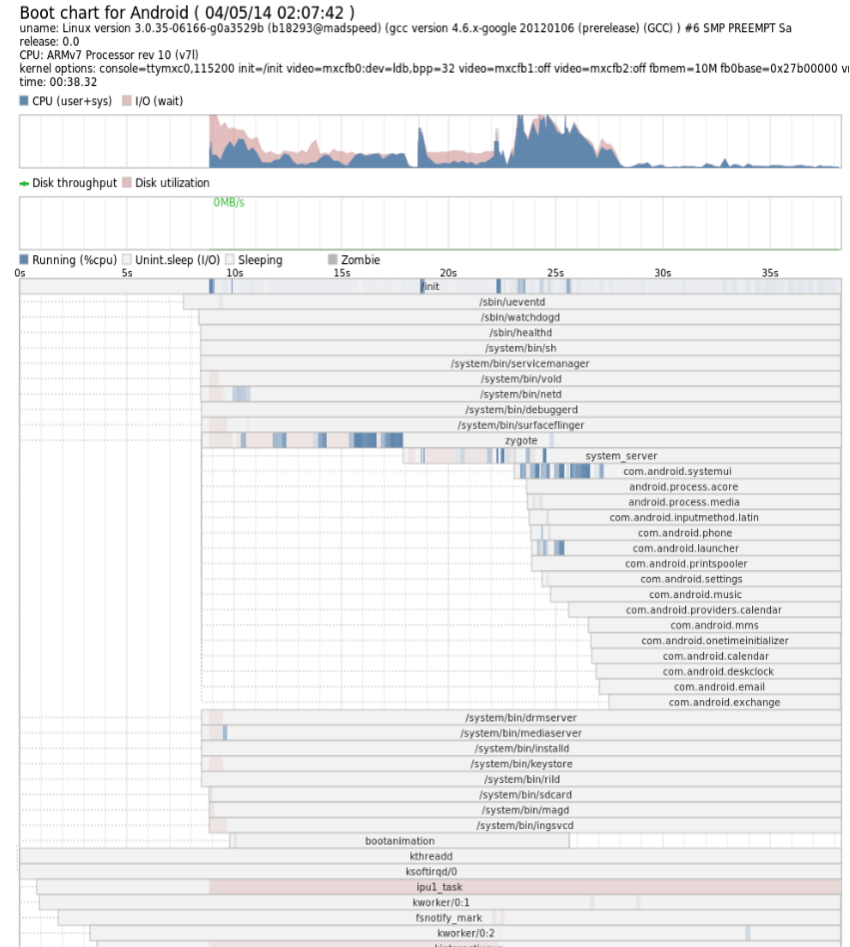 Boot chart for Android ( 04/05/14 02:07:42 )
uname: Linux version 3.0.35-06166-g0a3529b (b18293@madspeed) (gcc version 4.6.x-google 20120106 (prerelease) (GCC) ) #6 SMP PREEMPT Sa
release: 0.0
CPU: ARMv7 Processor rev 10 (v7l)
kernel options: console=ttymxc0,115200 init=/init video=mxcfb0:dev=ldb,bpp=32 video=mxcfb1:off video=mxcfb2:off fbmem=10M fb0base=0x27b00000
time: 00:38.32
CPU (user+sys) I/O (wait)
Disk throughput Disk utilization
0MB/s
Running (%cpu) Unint.sleep (I/O) Sleeping Zombie
0s 5s 10s 15s 20s 25s 30s 35s
/init
/sbin/ueventd
/sbin/watchdogd
/sbin/healthd
/system/bin/sh
/system/bin/servicemanager
/system/bin/vold
/system/bin/netd
/system/bin/debuggerd
/system/bin/surfaceflinger
zygote
system_server
com.android.systemui
android.process.acore
android.process.media
com.android.inputmethod.latin
com.android.phone
com.android.launcher
com.android.printspooler
com.android.settings
com.android.music
com.android.providers.calendar
com.android.mms
com.android.onetimeinitializer
com.android.calendar
com.android.deskclock
com.android.email
com.android.exchange
/system/bin/drmserver
/system/bin/mediaserver
/system/bin/installd
/system/bin/keystore
/system/bin/rild
/system/bin/sdcard
/system/bin/magd
/system/bin/ingsvcd
bootanimation
kthreadd
ksoftirqd/0
ipu1_task
kworker/0:1
fsnotify_mark
kworker/0:2